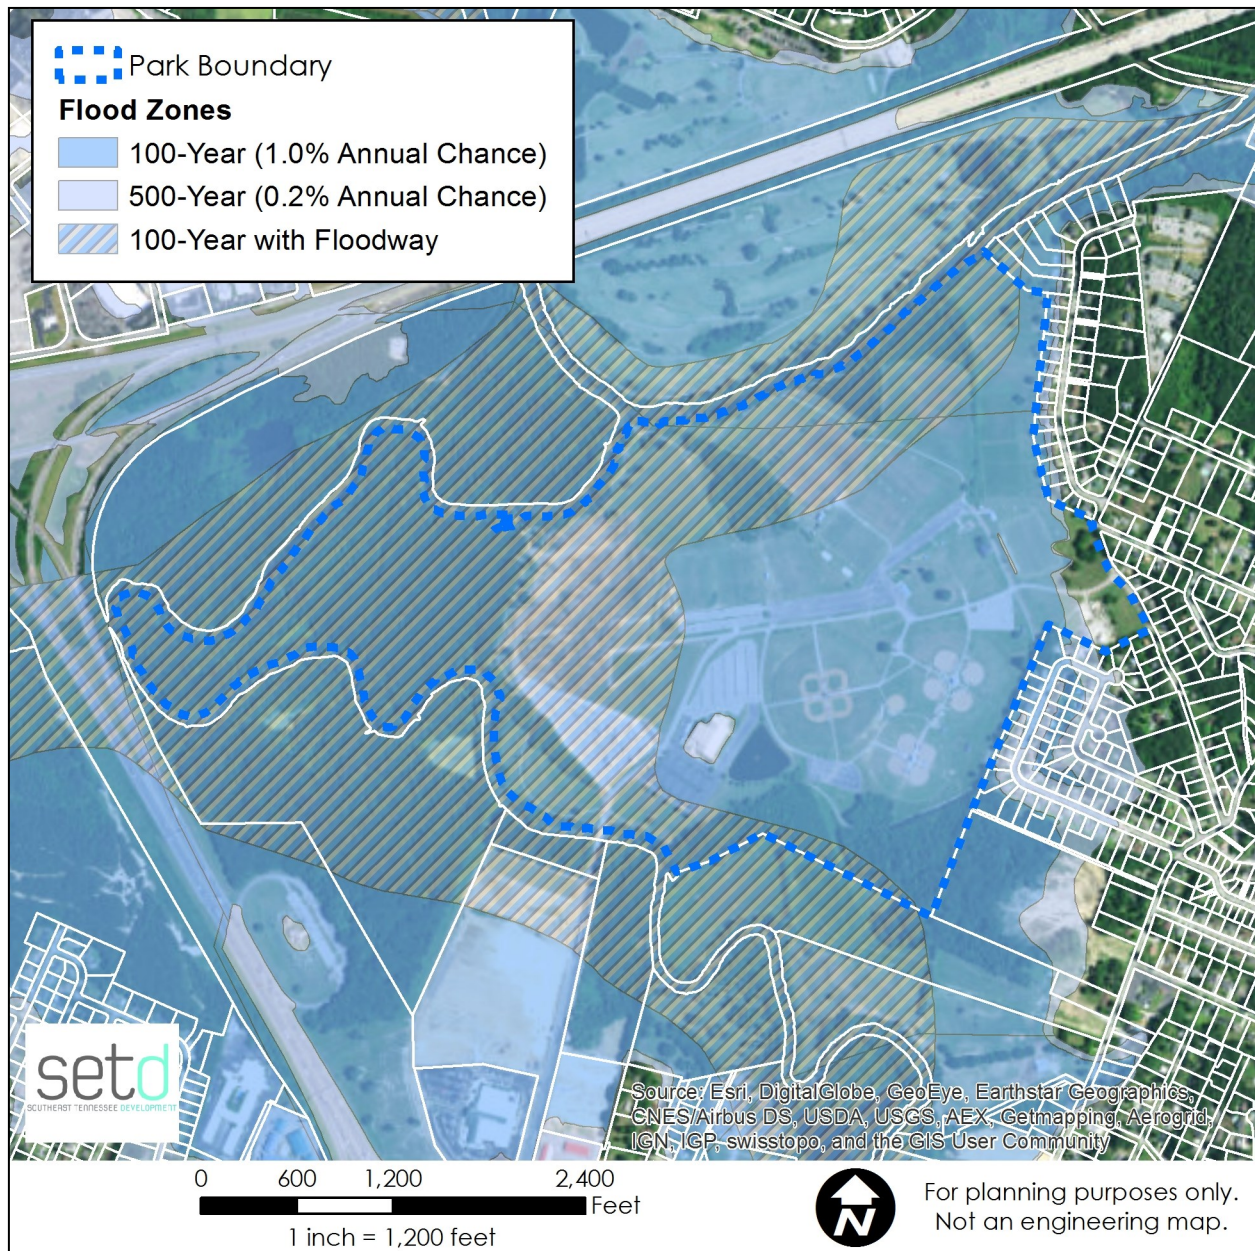 Park Boundary
Flood Zones
100-Year (1.0% Annual Chance)
500-Year (0.2% Annual Chance)
100-Year with Floodway
setd
SOUTHEAST TENNESSEE DEVELOPMENT
Source: Esri, DigitalGlobe, GeoEye, Earthstar Geographics,
CNES/Airbus DS, USDA, USGS, AEX, Getmapping, Aerogrid,
IGN, IGP, swisstopo, and the GIS User Community
0 600 1,200 2,400
Feet
1 inch = 1,200 feet
N
For planning purposes only.
Not an engineering map.